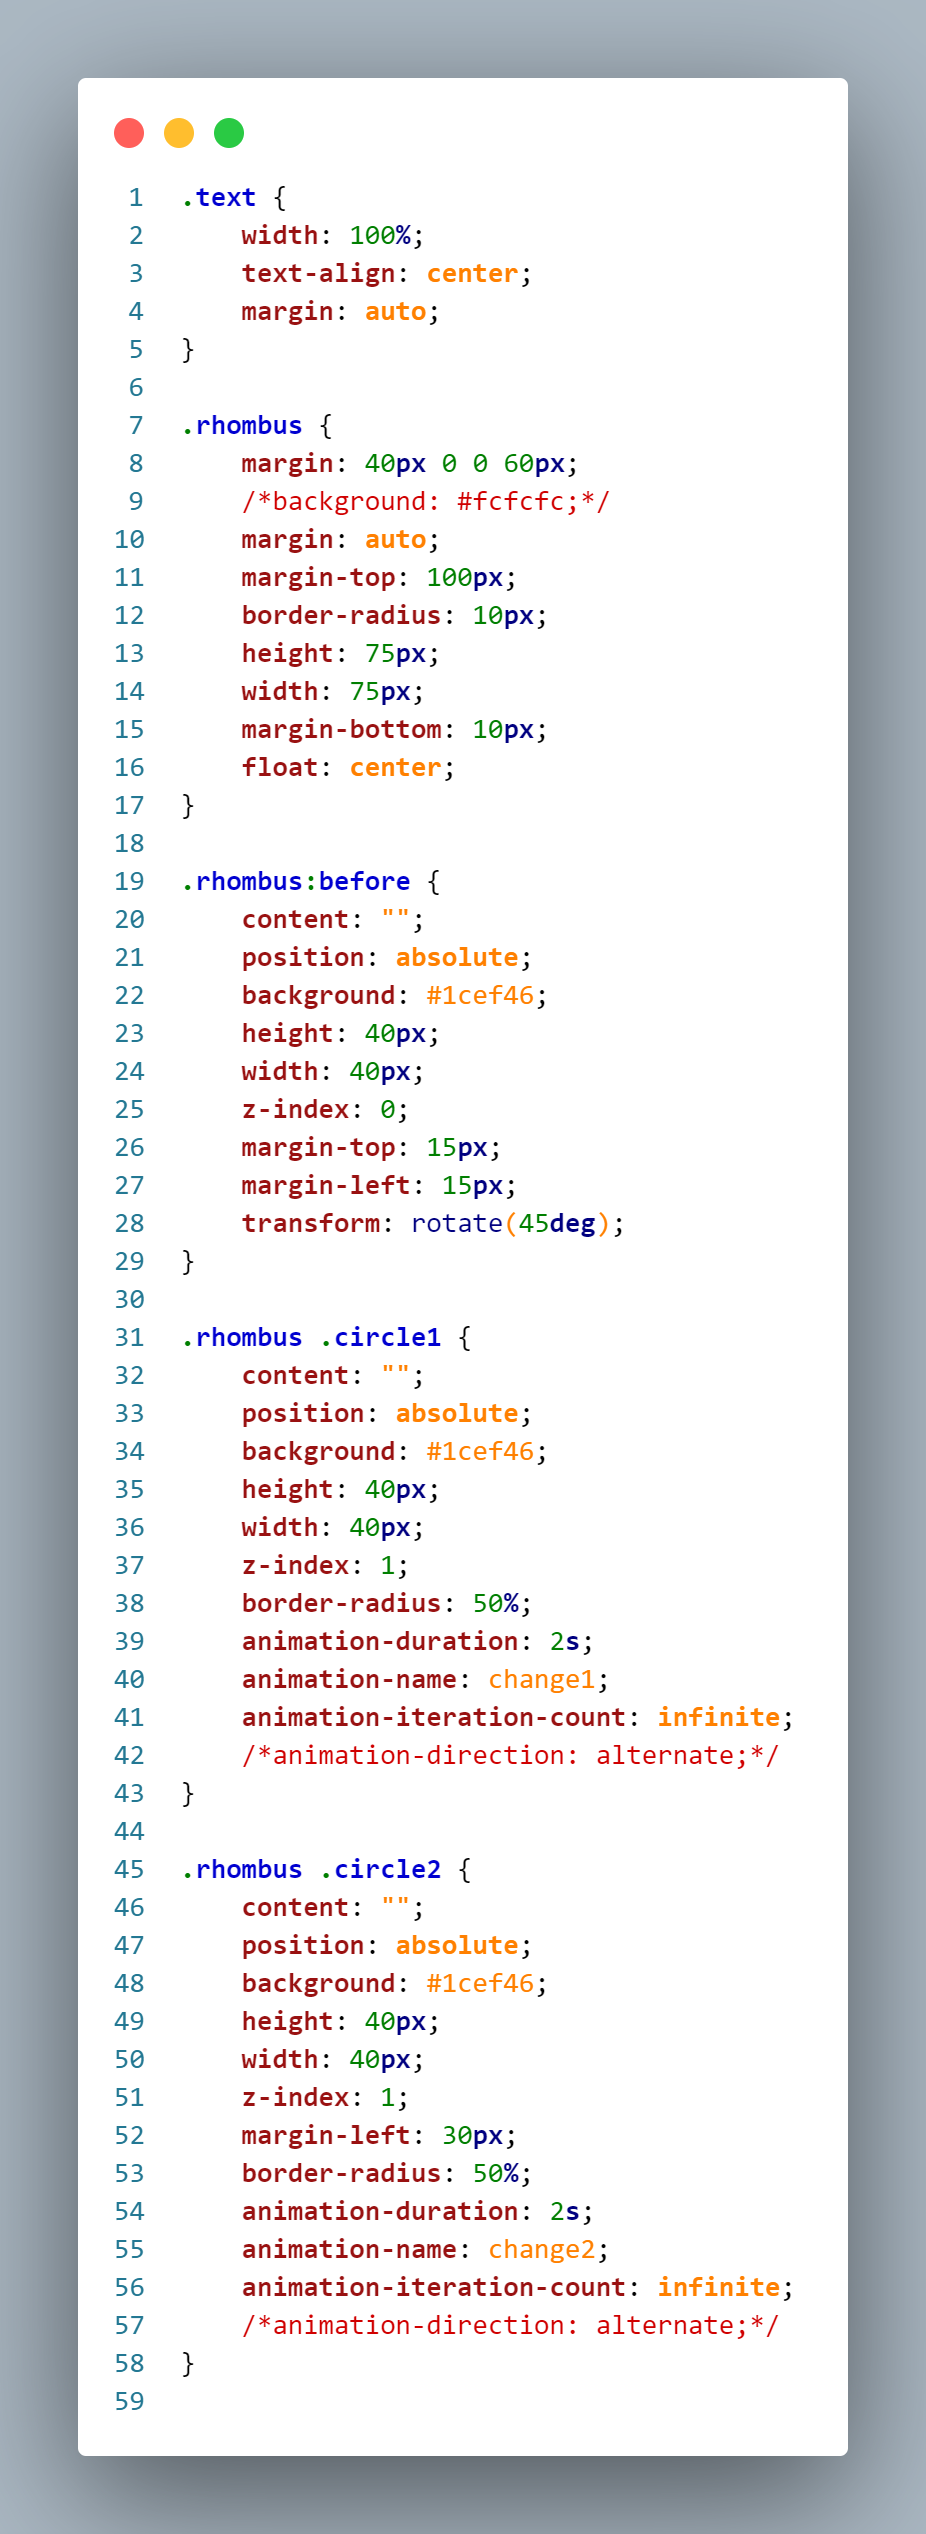 1 .text {
2     width: 100%;
3     text-align: center;
4     margin: auto;
5 }
6
7 .rhombus {
8     margin: 40px 0 0 60px;
9     /*background: #fcfcfc;*/
10     margin: auto;
11     margin-top: 100px;
12     border-radius: 10px;
13     height: 75px;
14     width: 75px;
15     margin-bottom: 10px;
16     float: center;
17 }
18
19 .rhombus:before {
20     content: "";
21     position: absolute;
22     background: #1cef46;
23     height: 40px;
24     width: 40px;
25     z-index: 0;
26     margin-top: 15px;
27     margin-left: 15px;
28     transform: rotate(45deg);
29 }
30
31 .rhombus .circle1 {
32     content: "";
33     position: absolute;
34     background: #1cef46;
35     height: 40px;
36     width: 40px;
37     z-index: 1;
38     border-radius: 50%;
39     animation-duration: 2s;
40     animation-name: change1;
41     animation-iteration-count: infinite;
42     /*animation-direction: alternate;*/
43 }
44
45 .rhombus .circle2 {
46     content: "";
47     position: absolute;
48     background: #1cef46;
49     height: 40px;
50     width: 40px;
51     z-index: 1;
52     margin-left: 30px;
53     border-radius: 50%;
54     animation-duration: 2s;
55     animation-name: change2;
56     animation-iteration-count: infinite;
57     /*animation-direction: alternate;*/
58 }
59